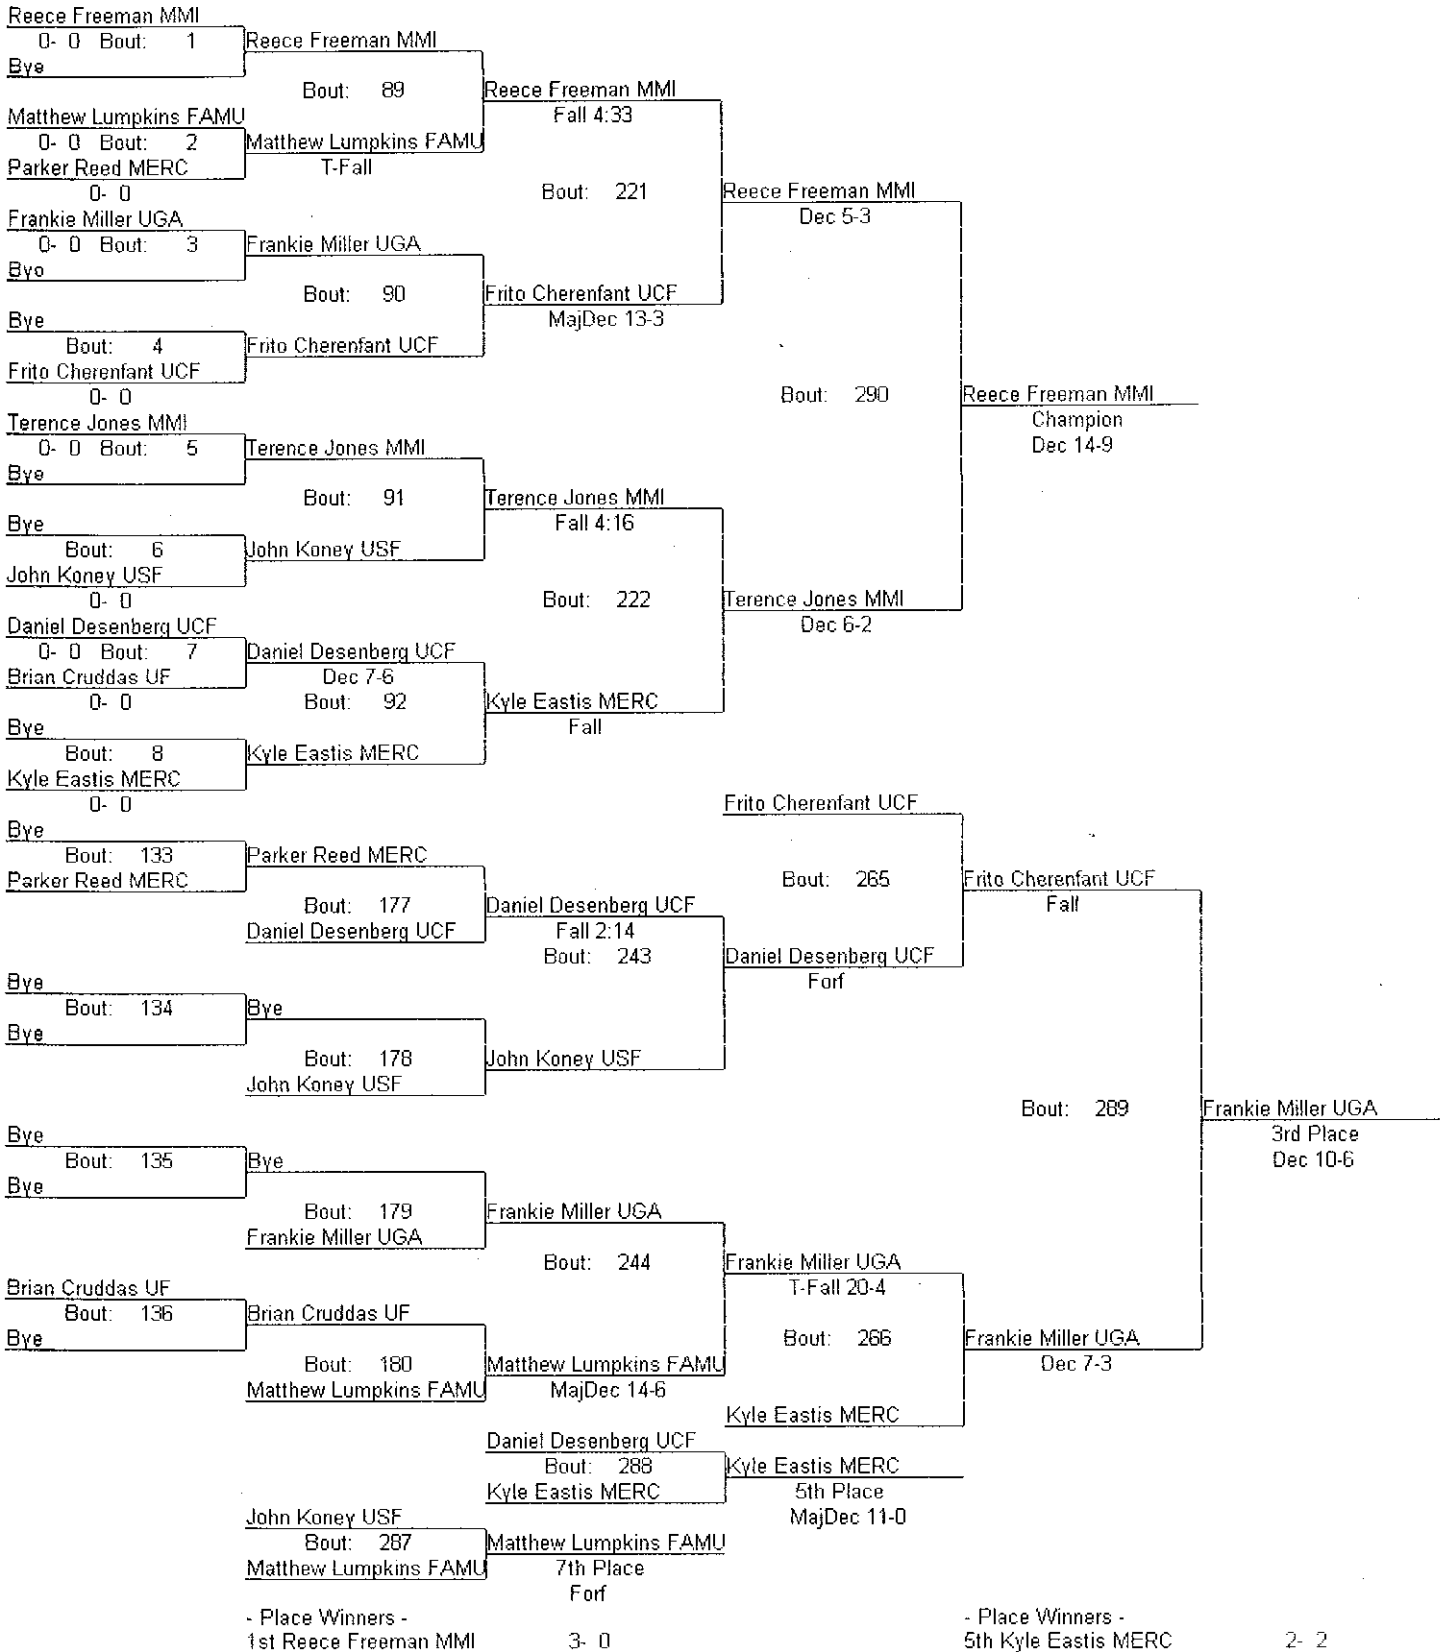 Reece Freeman MMI
0- 0 Bout: 1
Bye
Reece Freeman MMI
Bout: 89
Matthew Lumpkins FAMU
0- 0 Bout: 2
Parker Reed MERC
0- 0
Matthew Lumpkins FAMU
T-Fall
Reece Freeman MMI
Fall 4:33
Bout: 221
Frankie Miller UGA
0- 0 Bout: 3
Byo
Frankie Miller UGA
Bout: 90
Bye
Bout: 4
Frito Cherenfant UCF
0- 0
Frito Cherenfant UCF
Frito Cherenfant UCF
MajDec 13-3
Reece Freeman MMI
Dec 5-3
Bout: 290
Reece Freeman MMI
Champion
Dec 14-9
Terence Jones MMI
0- 0 Bout: 5
Bye
Terence Jones MMI
Bout: 91
Bye
Bout: 6
John Koney USF
0- 0
John Koney USF
Terence Jones MMI
Fall 4:16
Bout: 222
Terence Jones MMI
Dec 6-2
Daniel Desenberg UCF
0- 0 Bout: 7
Brian Cruddas UF
0- 0
Daniel Desenberg UCF
Dec 7-6
Bout: 92
Bye
Bout: 8
Kyle Eastis MERC
0- 0
Kyle Eastis MERC
Kyle Eastis MERC
Fall
Bye
Bout: 133
Parker Reed MERC
Parker Reed MERC
Bout: 177
Daniel Desenberg UCF
Daniel Desenberg UCF
Fall 2:14
Bout: 243
Frito Cherenfant UCF
Bout: 265
Daniel Desenberg UCF
Forf
Frito Cherenfant UCF
Fall
Bye
Bout: 134
Bye
Bye
Bout: 178
John Koney USF
John Koney USF
Bout: 289
Frankie Miller UGA
3rd Place
Dec 10-6
Bye
Bout: 135
Bye
Bye
Bout: 179
Frankie Miller UGA
Frankie Miller UGA
Bout: 244
Frankie Miller UGA
T-Fall 20-4
Bout: 266
Frankie Miller UGA
Dec 7-3
Brian Cruddas UF
Bout: 136
Bye
Brian Cruddas UF
Bout: 180
Matthew Lumpkins FAMU
Matthew Lumpkins FAMU
MajDec 14-6
Kyle Eastis MERC
Daniel Desenberg UCF
Bout: 288
Kyle Eastis MERC
Kyle Eastis MERC
5th Place
MajDec 11-0
John Koney USF
Bout: 287
Matthew Lumpkins FAMU
Matthew Lumpkins FAMU
7th Place
Forf
- Place Winners -
1st Reece Freeman MMI 3- 0
- Place Winners -
5th Kyle Eastis MERC 2- 2